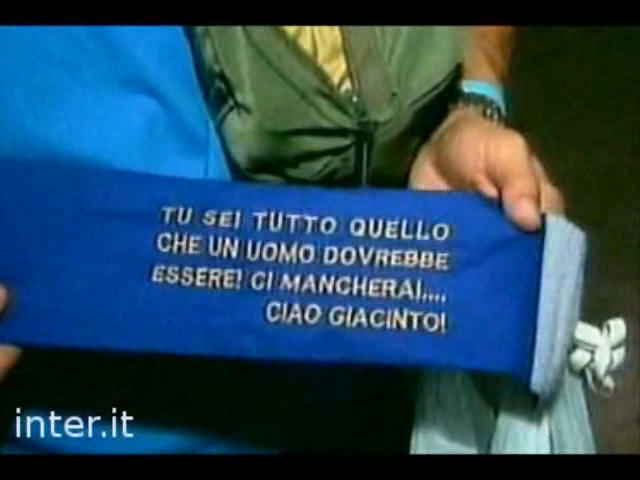 TU SEI TUTTO QUELLO
CHE UN UOMO DOVREBBE
ESSERE! CI MANCHERAI....
CIAO GIACINTO!
inter.it